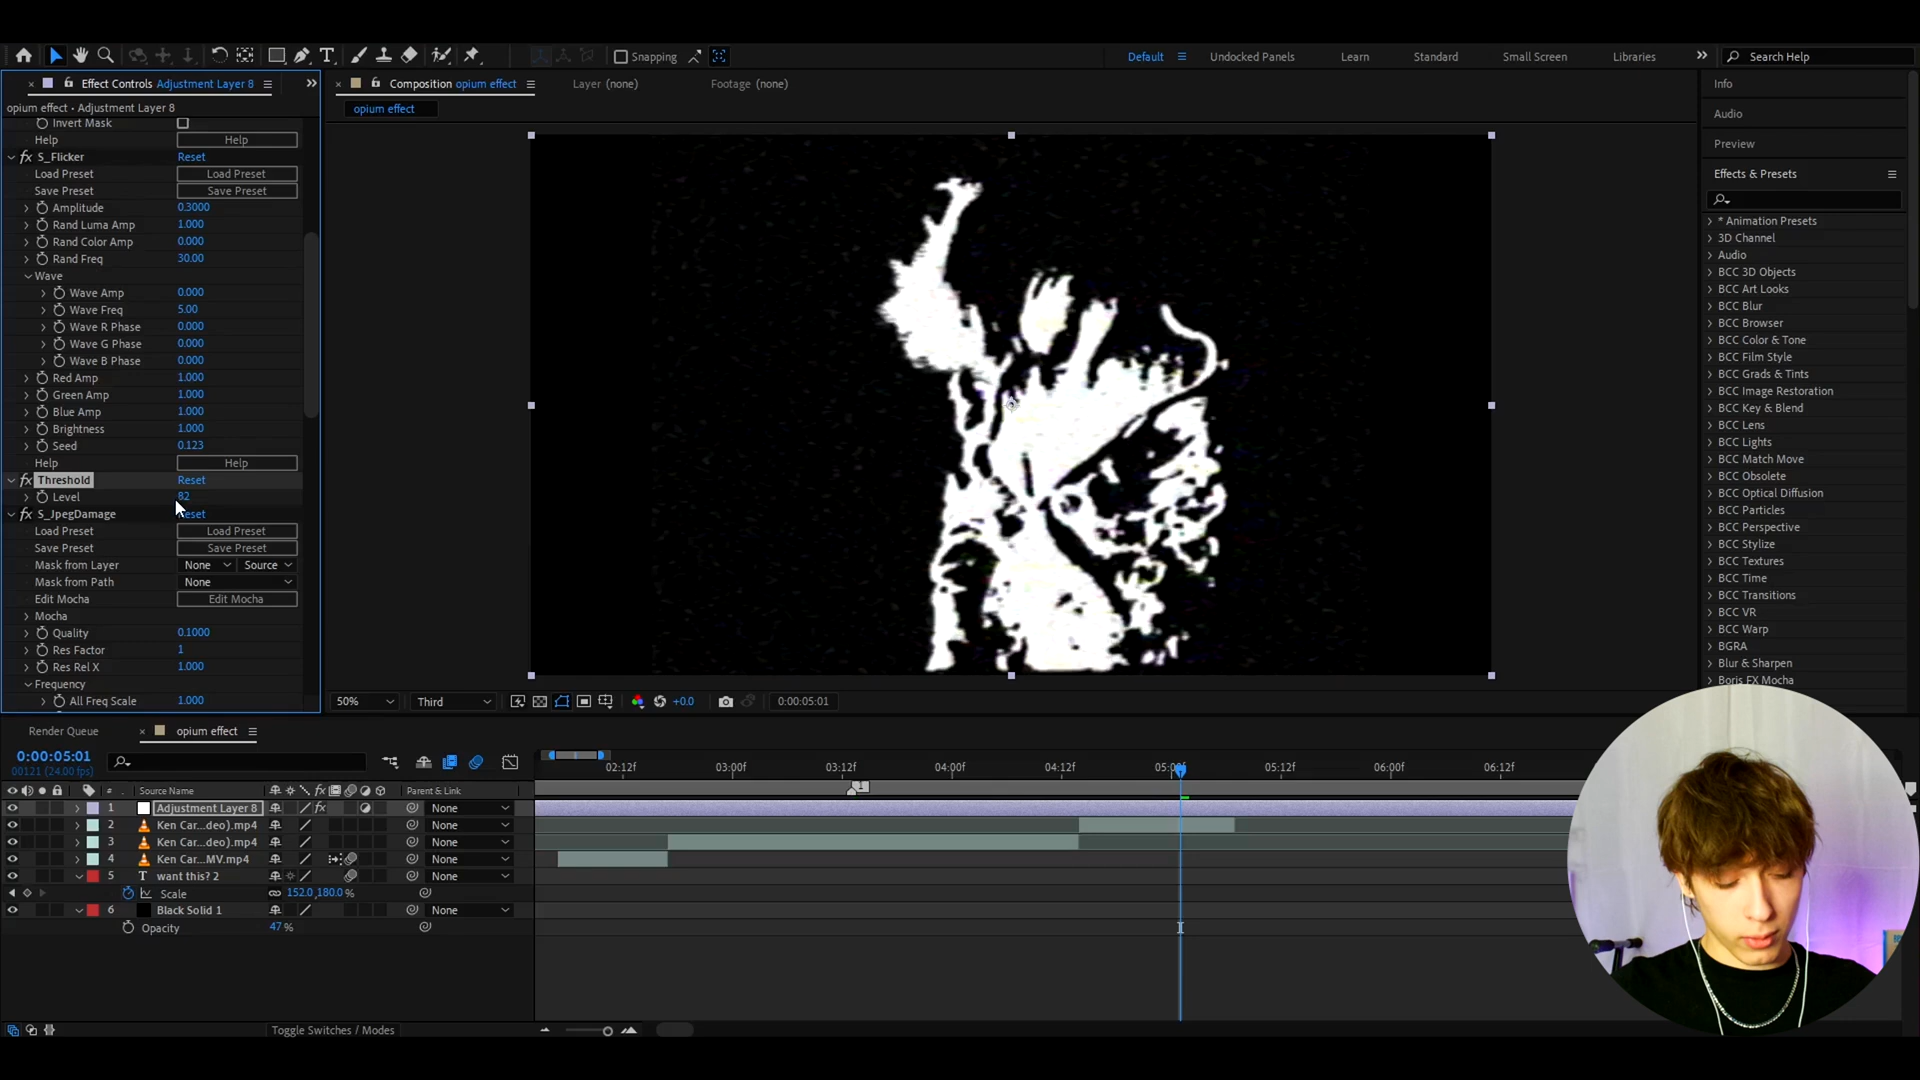 Snapping
Default
Undocked Panels
Learn
Standard
Small Screen
Libraries
Search Help
Effect Controls Adjustment Layer 8
Composition opium effect
Layer (none)
Footage (none)
opium effect • Adjustment Layer 8
opium effect
Invert Mask
Help Help
fx S_Flicker Reset
Load Preset Load Preset
Save Preset Save Preset
Amplitude 0.3000
Rand Luma Amp 1.000
Rand Color Amp 0.000
Rand Freq 30.00
Wave
Wave Amp 0.000
Wave Freq 5.00
Wave R Phase 0.000
Wave G Phase 0.000
Wave B Phase 0.000
Red Amp 1.000
Green Amp 1.000
Blue Amp 1.000
Brightness 1.000
Seed 0.123
Help Help
fx Threshold Reset
Level 82
fx S_JpegDamage Reset
Load Preset Load Preset
Save Preset Save Preset
Mask from Layer None Source
Mask from Path None
Edit Mocha Edit Mocha
Mocha
Quality 0.1000
Res Factor 1
Res Rel X 1.000
Frequency
All Freq Scale 1.000
50% Third +0.0 0:00:05:01
Info
Audio
Preview
Effects & Presets
* Animation Presets
3D Channel
Audio
BCC 3D Objects
BCC Art Looks
BCC Blur
BCC Browser
BCC Color & Tone
BCC Film Style
BCC Grads & Tints
BCC Image Restoration
BCC Key & Blend
BCC Lens
BCC Lights
BCC Match Move
BCC Obsolete
BCC Optical Diffusion
BCC Particles
BCC Perspective
BCC Stylize
BCC Textures
BCC Time
BCC Transitions
BCC VR
BCC Warp
BGRA
Blur & Sharpen
Boris FX Mocha
Render Queue
opium effect
0:00:05:01
00121 (24.00 fps)
02:12f 03:00f 03:12f 04:00f 04:12f 05:00f 05:12f 06:00f 06:12f
# Source Name fx Parent & Link
1 Adjustment Layer 8 fx None
2 Ken Car...deo).mp4 None
3 Ken Car...deo).mp4 None
4 Ken Car...MV.mp4 None
5 T want this? 2 None
Scale 152.0,180.0 %
6 Black Solid 1 None
Opacity 47 %
Toggle Switches / Modes